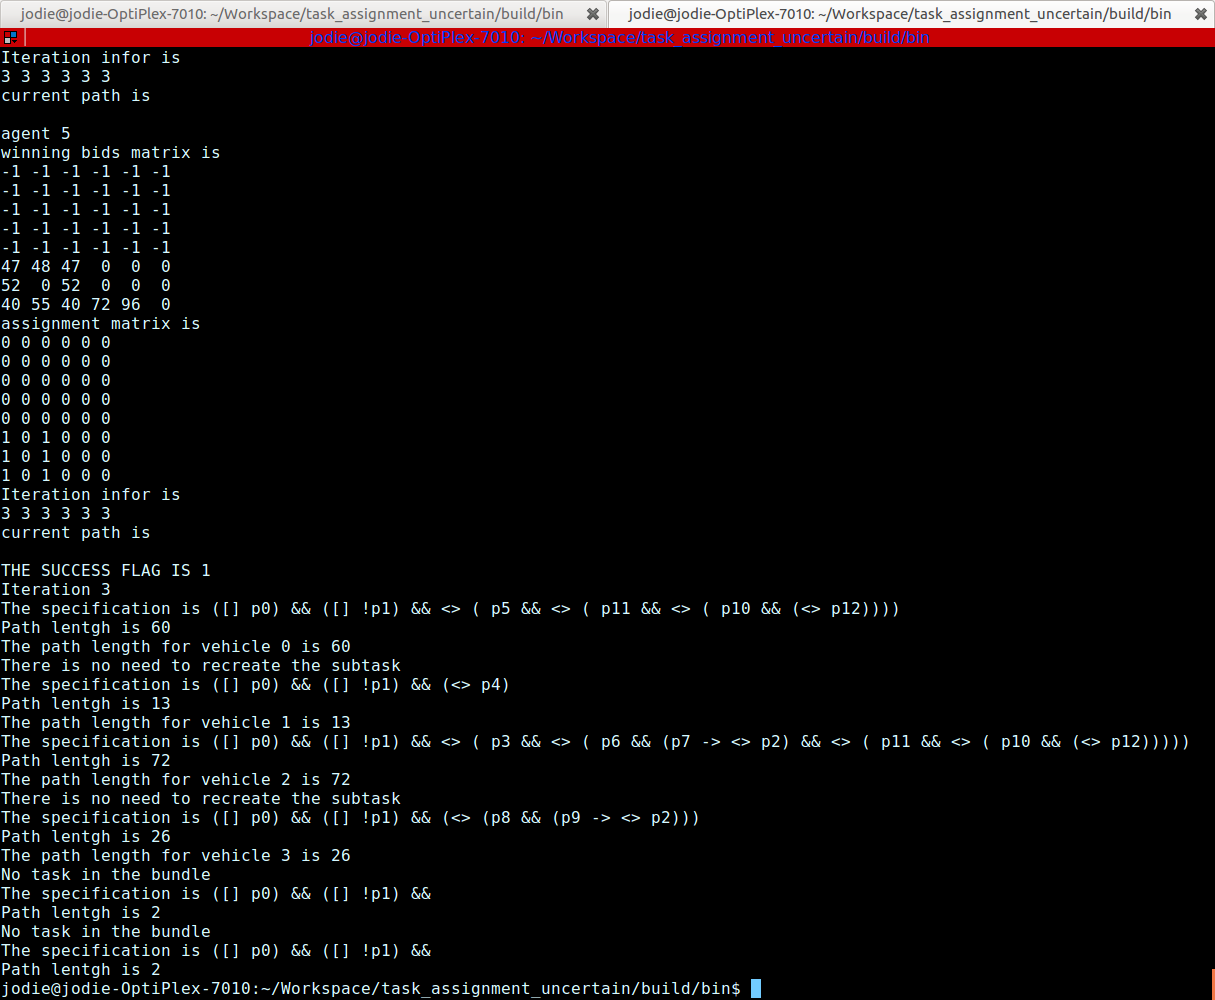 jodie@jodie-OptiPlex-7010: ~/Workspace/task_assignment_uncertain/build/bin
jodie@jodie-OptiPlex-7010: ~/Workspace/task_assignment_uncertain/build/bin
jodie@jodie-OptiPlex-7010: ~/Workspace/task_assignment_uncertain/build/bin
Iteration infor is
3 3 3 3 3 3
current path is
agent 5
winning bids matrix is
-1 -1 -1 -1 -1 -1
-1 -1 -1 -1 -1 -1
-1 -1 -1 -1 -1 -1
-1 -1 -1 -1 -1 -1
-1 -1 -1 -1 -1 -1
47 48 47  0  0  0
52  0 52  0  0  0
40 55 40 72 96  0
assignment matrix is
0 0 0 0 0 0
0 0 0 0 0 0
0 0 0 0 0 0
0 0 0 0 0 0
0 0 0 0 0 0
1 0 1 0 0 0
1 0 1 0 0 0
1 0 1 0 0 0
Iteration infor is
3 3 3 3 3 3
current path is
THE SUCCESS FLAG IS 1
Iteration 3
The specification is ([] p0) && ([] !p1) && <> ( p5 && <> ( p11 && <> ( p10 && (<> p12))))
Path lentgh is 60
The path length for vehicle 0 is 60
There is no need to recreate the subtask
The specification is ([] p0) && ([] !p1) && (<> p4)
Path lentgh is 13
The path length for vehicle 1 is 13
The specification is ([] p0) && ([] !p1) && <> ( p3 && <> ( p6 && (p7 -> <> p2) && <> ( p11 && <> ( p10 && (<> p12)))))
Path lentgh is 72
The path length for vehicle 2 is 72
There is no need to recreate the subtask
The specification is ([] p0) && ([] !p1) && (<> (p8 && (p9 -> <> p2)))
Path lentgh is 26
The path length for vehicle 3 is 26
No task in the bundle
The specification is ([] p0) && ([] !p1) &&
Path lentgh is 2
No task in the bundle
The specification is ([] p0) && ([] !p1) &&
Path lentgh is 2
jodie@jodie-OptiPlex-7010:~/Workspace/task_assignment_uncertain/build/bin$